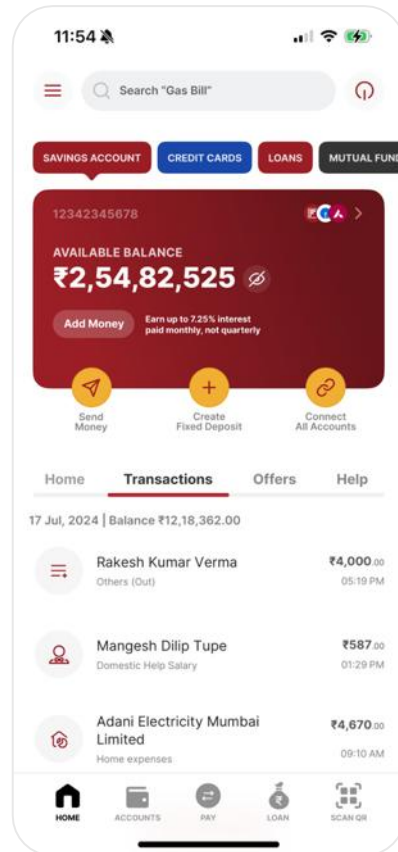 11:54
Search "Gas Bill"
SAVINGS ACCOUNT
CREDIT CARDS
LOANS
MUTUAL FUND
12342345678
AVAILABLE BALANCE
₹2,54,82,525
Add Money
Earn up to 7.25% interest
paid monthly, not quarterly
Send
Money
Create
Fixed Deposit
Connect
All Accounts
Home
Transactions
Offers
Help
17 Jul, 2024 | Balance ₹12,18,362.00
Rakesh Kumar Verma
₹4,000.00
Others (Out)
05:19 PM
Mangesh Dilip Tupe
₹587.00
Domestic Help Salary
01:29 PM
Adani Electricity Mumbai
Limited
₹4,670.00
Home expenses
09:10 AM
HOME
ACCOUNTS
PAY
LOAN
SCAN QR